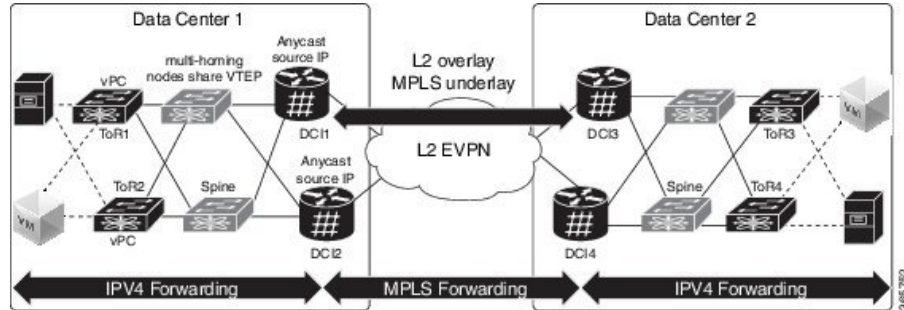 Data Center 1
Data Center 2
vPC
multi-homing
nodes share VTEP
Anycast
source IP
L2 overlay
MPLS underlay
ToR1
DCI1
DCI3
ToR3
VM
L2 EVPN
ToR2
Spine
Anycast
source IP
Spine
ToR4
VM
vPC
DCI2
DCI4
IPV4 Forwarding
MPLS Forwarding
IPV4 Forwarding